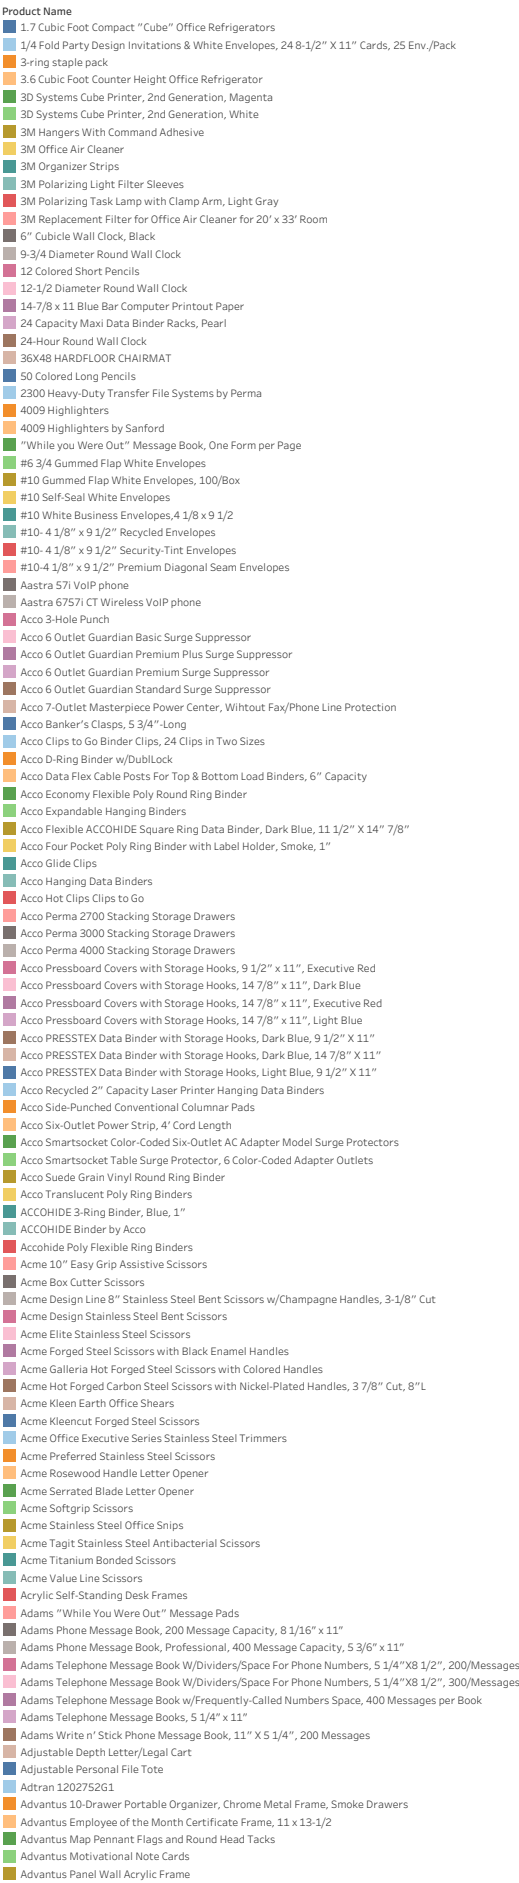 Product Name
1.7 Cubic Foot Compact "Cube" Office Refrigerators
1/4 Fold Party Design Invitations & White Envelopes, 24 8-1/2" X 11" Cards, 25 Env./Pack
3-ring staple pack
3.6 Cubic Foot Counter Height Office Refrigerator
3D Systems Cube Printer, 2nd Generation, Magenta
3D Systems Cube Printer, 2nd Generation, White
3M Hangers With Command Adhesive
3M Office Air Cleaner
3M Organizer Strips
3M Polarizing Light Filter Sleeves
3M Polarizing Task Lamp with Clamp Arm, Light Gray
3M Replacement Filter for Office Air Cleaner for 20' x 33' Room
6" Cubicle Wall Clock, Black
9-3/4 Diameter Round Wall Clock
12 Colored Short Pencils
12-1/2 Diameter Round Wall Clock
14-7/8 x 11 Blue Bar Computer Printout Paper
24 Capacity Maxi Data Binder Racks, Pearl
24-Hour Round Wall Clock
36X48 HARDFLOOR CHAIRMAT
50 Colored Long Pencils
2300 Heavy-Duty Transfer File Systems by Perma
4009 Highlighters
4009 Highlighters by Sanford
"While you Were Out" Message Book, One Form per Page
#6 3/4 Gummed Flap White Envelopes
#10 Gummed Flap White Envelopes, 100/Box
#10 Self-Seal White Envelopes
#10 White Business Envelopes,4 1/8 x 9 1/2
#10- 4 1/8" x 9 1/2" Recycled Envelopes
#10- 4 1/8" x 9 1/2" Security-Tint Envelopes
#10-4 1/8" x 9 1/2" Premium Diagonal Seam Envelopes
Aastra 57i VoIP phone
Aastra 6757i CT Wireless VoIP phone
Acco 3-Hole Punch
Acco 6 Outlet Guardian Basic Surge Suppressor
Acco 6 Outlet Guardian Premium Plus Surge Suppressor
Acco 6 Outlet Guardian Premium Surge Suppressor
Acco 6 Outlet Guardian Standard Surge Suppressor
Acco 7-Outlet Masterpiece Power Center, Wihtout Fax/Phone Line Protection
Acco Banker's Clasps, 5 3/4"-Long
Acco Clips to Go Binder Clips, 24 Clips in Two Sizes
Acco D-Ring Binder w/DublLock
Acco Data Flex Cable Posts For Top & Bottom Load Binders, 6" Capacity
Acco Economy Flexible Poly Round Ring Binder
Acco Expandable Hanging Binders
Acco Flexible ACCOHIDE Square Ring Data Binder, Dark Blue, 11 1/2" X 14" 7/8"
Acco Four Pocket Poly Ring Binder with Label Holder, Smoke, 1"
Acco Glide Clips
Acco Hanging Data Binders
Acco Hot Clips Clips to Go
Acco Perma 2700 Stacking Storage Drawers
Acco Perma 3000 Stacking Storage Drawers
Acco Perma 4000 Stacking Storage Drawers
Acco Pressboard Covers with Storage Hooks, 9 1/2" x 11", Executive Red
Acco Pressboard Covers with Storage Hooks, 14 7/8" x 11", Dark Blue
Acco Pressboard Covers with Storage Hooks, 14 7/8" x 11", Executive Red
Acco Pressboard Covers with Storage Hooks, 14 7/8" x 11", Light Blue
Acco PRESSTEX Data Binder with Storage Hooks, Dark Blue, 9 1/2" X 11"
Acco PRESSTEX Data Binder with Storage Hooks, Dark Blue, 14 7/8" X 11"
Acco PRESSTEX Data Binder with Storage Hooks, Light Blue, 9 1/2" X 11"
Acco Recycled 2" Capacity Laser Printer Hanging Data Binders
Acco Side-Punched Conventional Columnar Pads
Acco Six-Outlet Power Strip, 4' Cord Length
Acco Smartsocket Color-Coded Six-Outlet AC Adapter Model Surge Protectors
Acco Smartsocket Table Surge Protector, 6 Color-Coded Adapter Outlets
Acco Suede Grain Vinyl Round Ring Binder
Acco Translucent Poly Ring Binders
ACCOHIDE 3-Ring Binder, Blue, 1"
ACCOHIDE Binder by Acco
Accohide Poly Flexible Ring Binders
Acme 10" Easy Grip Assistive Scissors
Acme Box Cutter Scissors
Acme Design Line 8" Stainless Steel Bent Scissors w/Champagne Handles, 3-1/8" Cut
Acme Design Stainless Steel Bent Scissors
Acme Elite Stainless Steel Scissors
Acme Forged Steel Scissors with Black Enamel Handles
Acme Galleria Hot Forged Steel Scissors with Colored Handles
Acme Hot Forged Carbon Steel Scissors with Nickel-Plated Handles, 3 7/8" Cut, 8"L
Acme Kleen Earth Office Shears
Acme Kleencut Forged Steel Scissors
Acme Office Executive Series Stainless Steel Trimmers
Acme Preferred Stainless Steel Scissors
Acme Rosewood Handle Letter Opener
Acme Serrated Blade Letter Opener
Acme Softgrip Scissors
Acme Stainless Steel Office Snips
Acme Tagit Stainless Steel Antibacterial Scissors
Acme Titanium Bonded Scissors
Acme Value Line Scissors
Acrylic Self-Standing Desk Frames
Adams "While You Were Out" Message Pads
Adams Phone Message Book, 200 Message Capacity, 8 1/16" x 11"
Adams Phone Message Book, Professional, 400 Message Capacity, 5 3/6" x 11"
Adams Telephone Message Book W/Dividers/Space For Phone Numbers, 5 1/4"X8 1/2", 200/Messages
Adams Telephone Message Book W/Dividers/Space For Phone Numbers, 5 1/4"X8 1/2", 300/Messages
Adams Telephone Message Book w/Frequently-Called Numbers Space, 400 Messages per Book
Adams Telephone Message Books, 5 1/4" x 11"
Adams Write n' Stick Phone Message Book, 11" X 5 1/4", 200 Messages
Adjustable Depth Letter/Legal Cart
Adjustable Personal File Tote
Adtran 1202752G1
Advantus 10-Drawer Portable Organizer, Chrome Metal Frame, Smoke Drawers
Advantus Employee of the Month Certificate Frame, 11 x 13-1/2
Advantus Map Pennant Flags and Round Head Tacks
Advantus Motivational Note Cards
Advantus Panel Wall Acrylic Frame